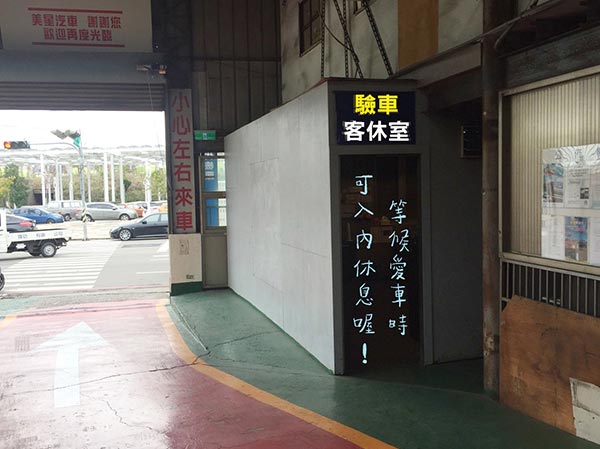 美星汽車 謝謝您
歡迎再度光臨
小心左右來車
驗車
客休室
等候愛車時
可入內休息喔！